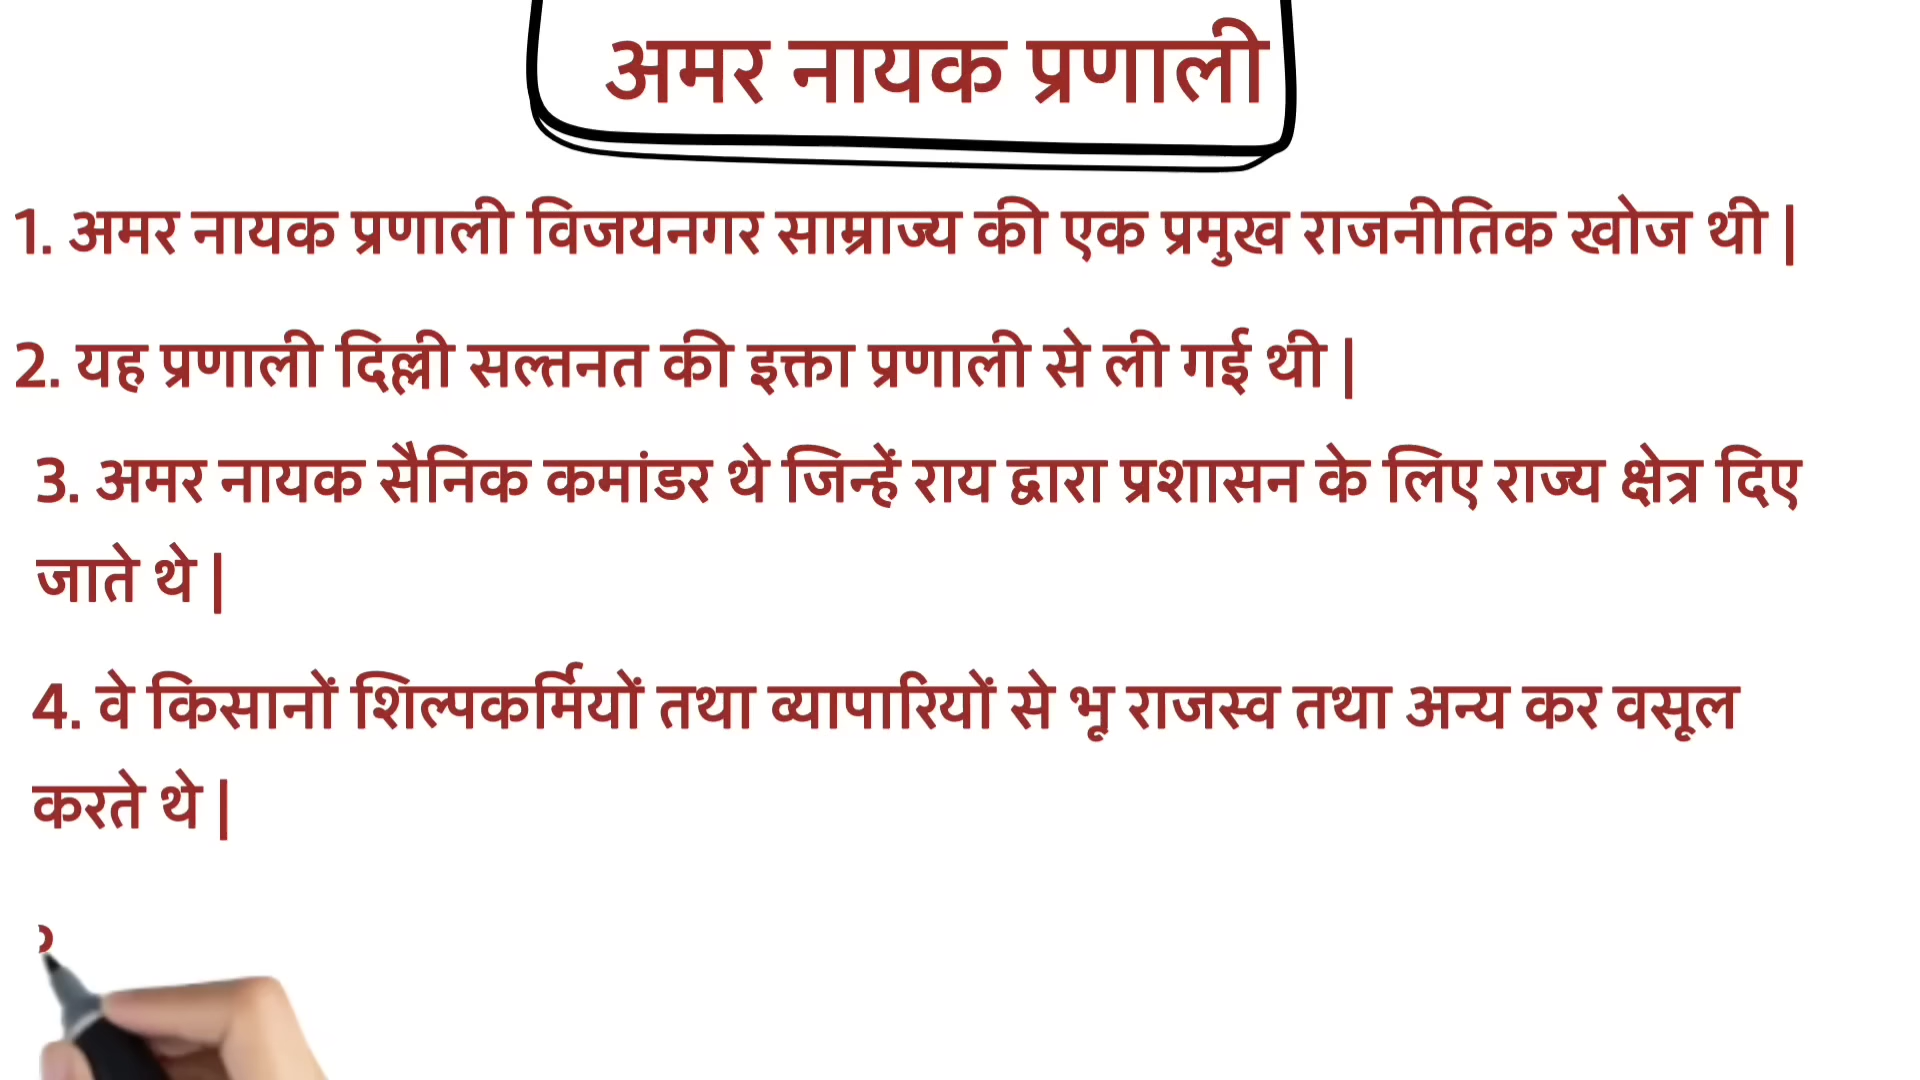 अमर नायक प्रणाली
1. अमर नायक प्रणाली विजयनगर साम्राज्य की एक प्रमुख राजनीतिक खोज थी |
2. यह प्रणाली दिल्ली सल्तनत की इक्ता प्रणाली से ली गई थी |
3. अमर नायक सैनिक कमांडर थे जिन्हें राय द्वारा प्रशासन के लिए राज्य क्षेत्र दिए
जाते थे |
4. वे किसानों शिल्पकर्मियों तथा व्यापारियों से भू राजस्व तथा अन्य कर वसूल
करते थे |